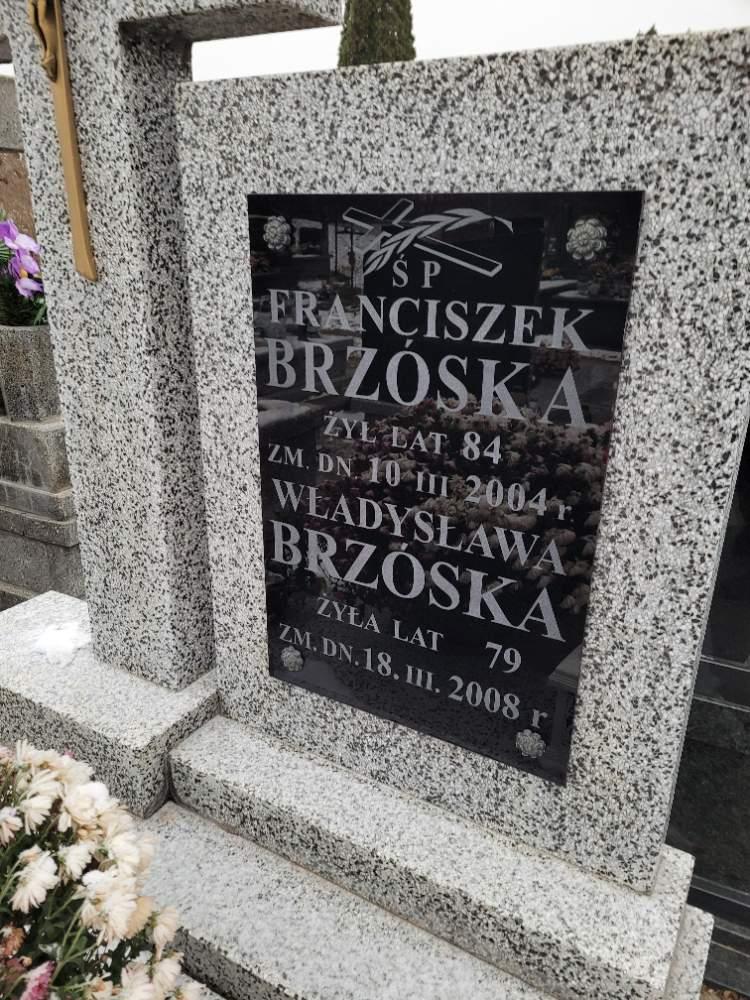 Ś P
FRANCISZEK
BRZÓSKA
ŻYŁ LAT 84
ZM. DN. 10 III 2004 r.
WŁADYSŁAWA
BRZÓSKA
ŻYŁA LAT 79
ZM. DN. 18. III. 2008 r